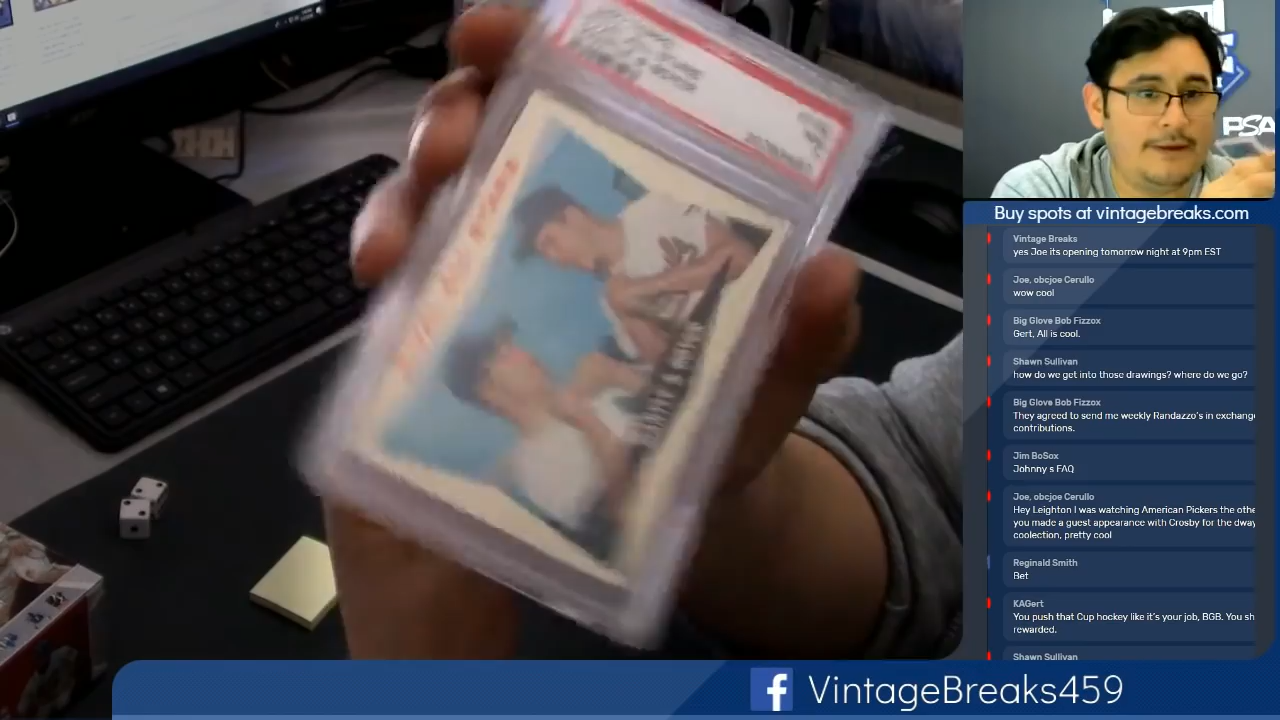 PSA
Buy spots at vintagebreaks.com
Vintage Breaks
yes Joe its opening tomorrow night at 9pm EST
Joe, obcjoe Cerullo
wow cool
Big Glove Bob Fizzox
Gert, All is cool.
Shawn Sullivan
how do we get into those drawings? where do we go?
Big Glove Bob Fizzox
They agreed to send me weekly Randazzo's in exchange
contributions.
Jim BoSox
Johnny s FAQ
Joe, obcjoe Cerullo
Hey Leighton I was watching American Pickers the othe
you made a guest appearance with Crosby for the dway
coolection, pretty cool
Reginald Smith
Bet
KAGert
You push that Cup hockey like it's your job, BGB. You sh
rewarded.
Shawn Sullivan
VintageBreaks459